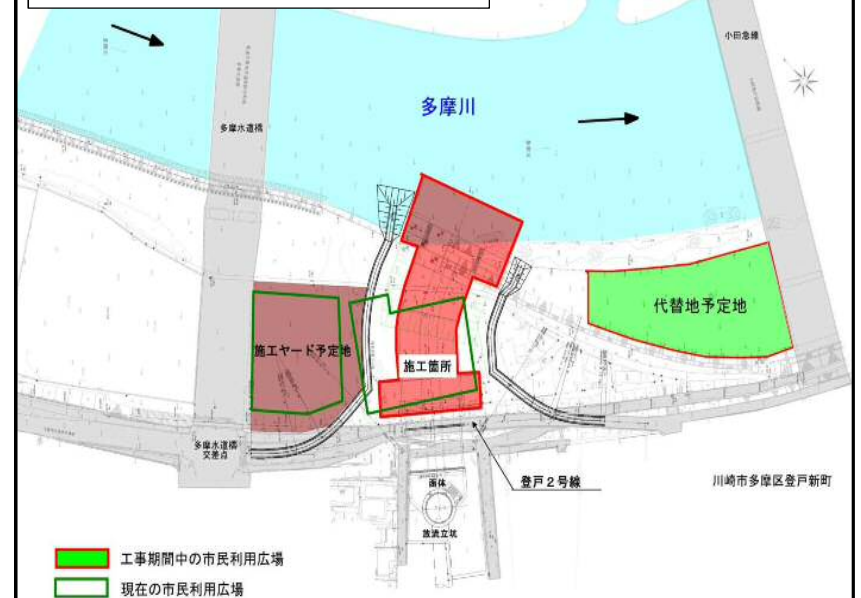 小田急線
多摩川
多摩水道橋
代替地予定地
施工ヤード予定地
施工箇所
多摩水道橋
交差点
登戸２号線
川崎市多摩区登戸新町
函体
放流立坑
工事期間中の市民利用広場
現在の市民利用広場